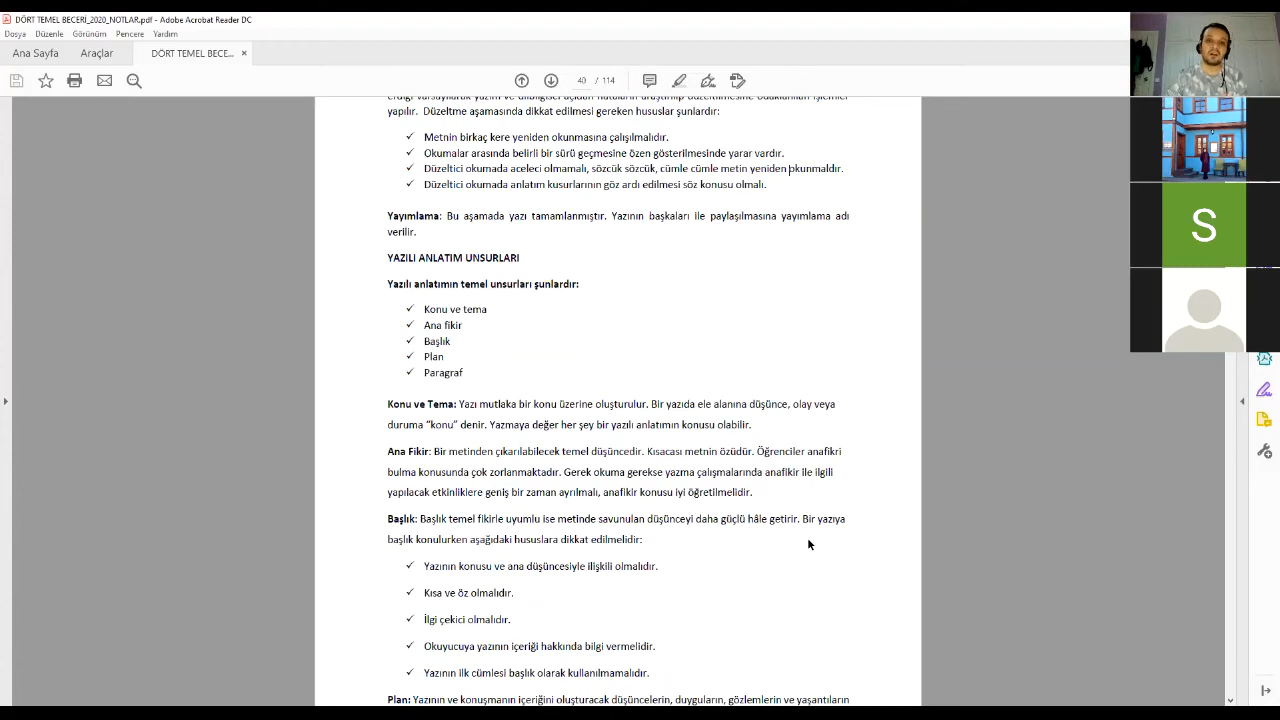 DÖRT TEMEL BECERİ_2020_NOTLAR.pdf - Adobe Acrobat Reader DC
Dosya Düzenle Görünüm Pencere Yardım
Ana Sayfa Araçlar DÖRT TEMEL BECE... ×
40 / 114
yapılır. Düzeltme aşamasında dikkat edilmesi gereken hususlar şunlardır:
✓ Metnin birkaç kere yeniden okunmasına çalışılmalıdır.
✓ Okumalar arasında belirli bir sürü geçmesine özen gösterilmesinde yarar vardır.
✓ Düzeltici okumada aceleci olmamalı, sözcük sözcük, cümle cümle metin yeniden okunmaldır.
✓ Düzeltici okumada anlatım kusurlarının göz ardı edilmesi söz konusu olmalı.
Yayımlama: Bu aşamada yazı tamamlanmıştır. Yazının başkaları ile paylaşılmasına yayımlama adı
verilir.
YAZILI ANLATIM UNSURLARI
Yazılı anlatımın temel unsurları şunlardır:
✓ Konu ve tema
✓ Ana fikir
✓ Başlık
✓ Plan
✓ Paragraf
Konu ve Tema: Yazı mutlaka bir konu üzerine oluşturulur. Bir yazıda ele alanına düşünce, olay veya
duruma "konu" denir. Yazmaya değer her şey bir yazılı anlatımın konusu olabilir.
Ana Fikir: Bir metinden çıkarılabilecek temel düşüncedir. Kısacası metnin özüdür. Öğrenciler anafikri
bulma konusunda çok zorlanmaktadır. Gerek okuma gerekse yazma çalışmalarında anafikir ile ilgili
yapılacak etkinliklere geniş bir zaman ayrılmalı, anafikir konusu iyi öğretilmelidir.
Başlık: Başlık temel fikirle uyumlu ise metinde savunulan düşünceyi daha güçlü hâle getirir. Bir yazıya
başlık konulurken aşağıdaki hususlara dikkat edilmelidir:
✓ Yazının konusu ve ana düşüncesiyle ilişkili olmalıdır.
✓ Kısa ve öz olmalıdır.
✓ İlgi çekici olmalıdır.
✓ Okuyucuya yazının içeriği hakkında bilgi vermelidir.
✓ Yazının ilk cümlesi başlık olarak kullanılmamalıdır.
Plan: Yazının ve konuşmanın içeriğini oluşturacak düşüncelerin, duyguların, gözlemlerin ve yaşantıların
S